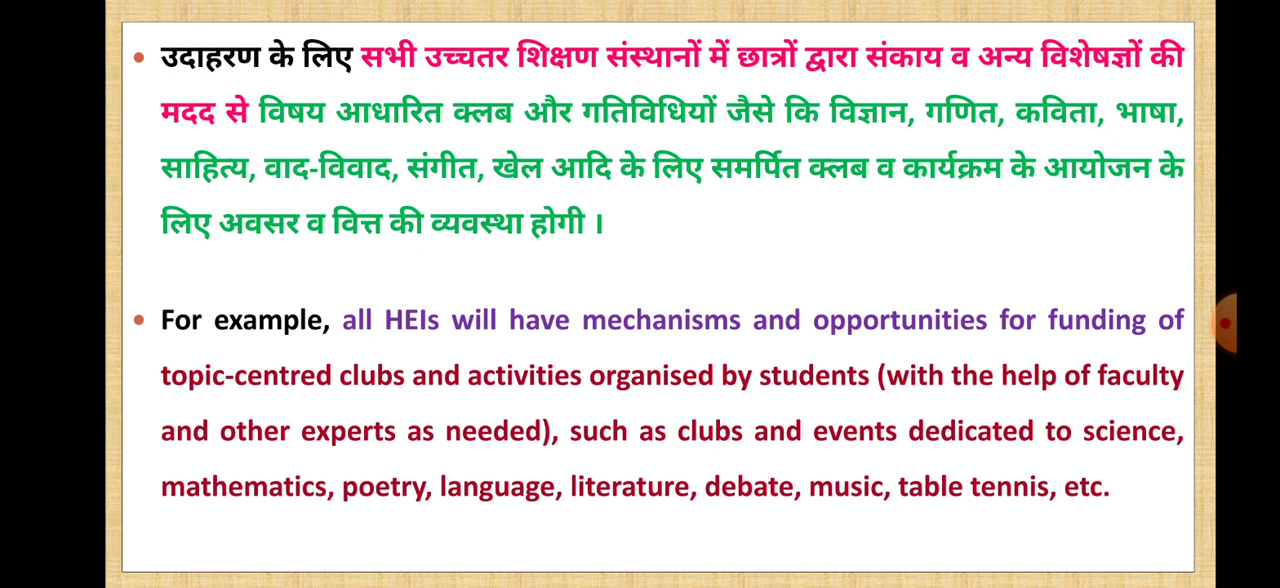 • उदाहरण के लिए सभी उच्चतर शिक्षण संस्थानों में छात्रों द्वारा संकाय व अन्य विशेषज्ञों की
मदद से विषय आधारित क्लब और गतिविधियों जैसे कि विज्ञान, गणित, कविता, भाषा,
साहित्य, वाद-विवाद, संगीत, खेल आदि के लिए समर्पित क्लब व कार्यक्रम के आयोजन के
लिए अवसर व वित्त की व्यवस्था होगी ।
• For example, all HEIs will have mechanisms and opportunities for funding of
topic-centred clubs and activities organised by students (with the help of faculty
and other experts as needed), such as clubs and events dedicated to science,
mathematics, poetry, language, literature, debate, music, table tennis, etc.